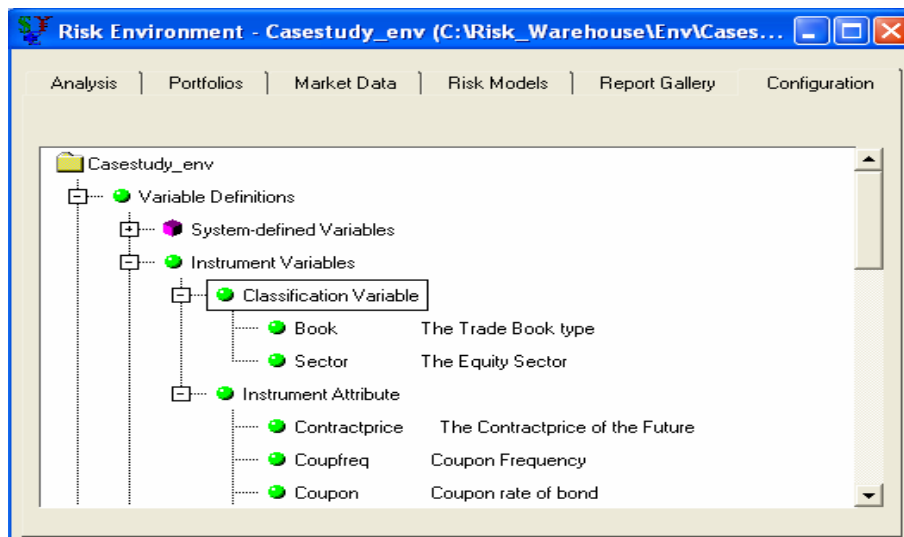 Risk Environment - Casestudy_env (C:\Risk_Warehouse\Env\Cases...
Analysis Portfolios Market Data Risk Models Report Gallery Configuration
Casestudy_env
Variable Definitions
System-defined Variables
Instrument Variables
Classification Variable
Book The Trade Book type
Sector The Equity Sector
Instrument Attribute
Contractprice The Contractprice of the Future
Coupfreq Coupon Frequency
Coupon Coupon rate of bond